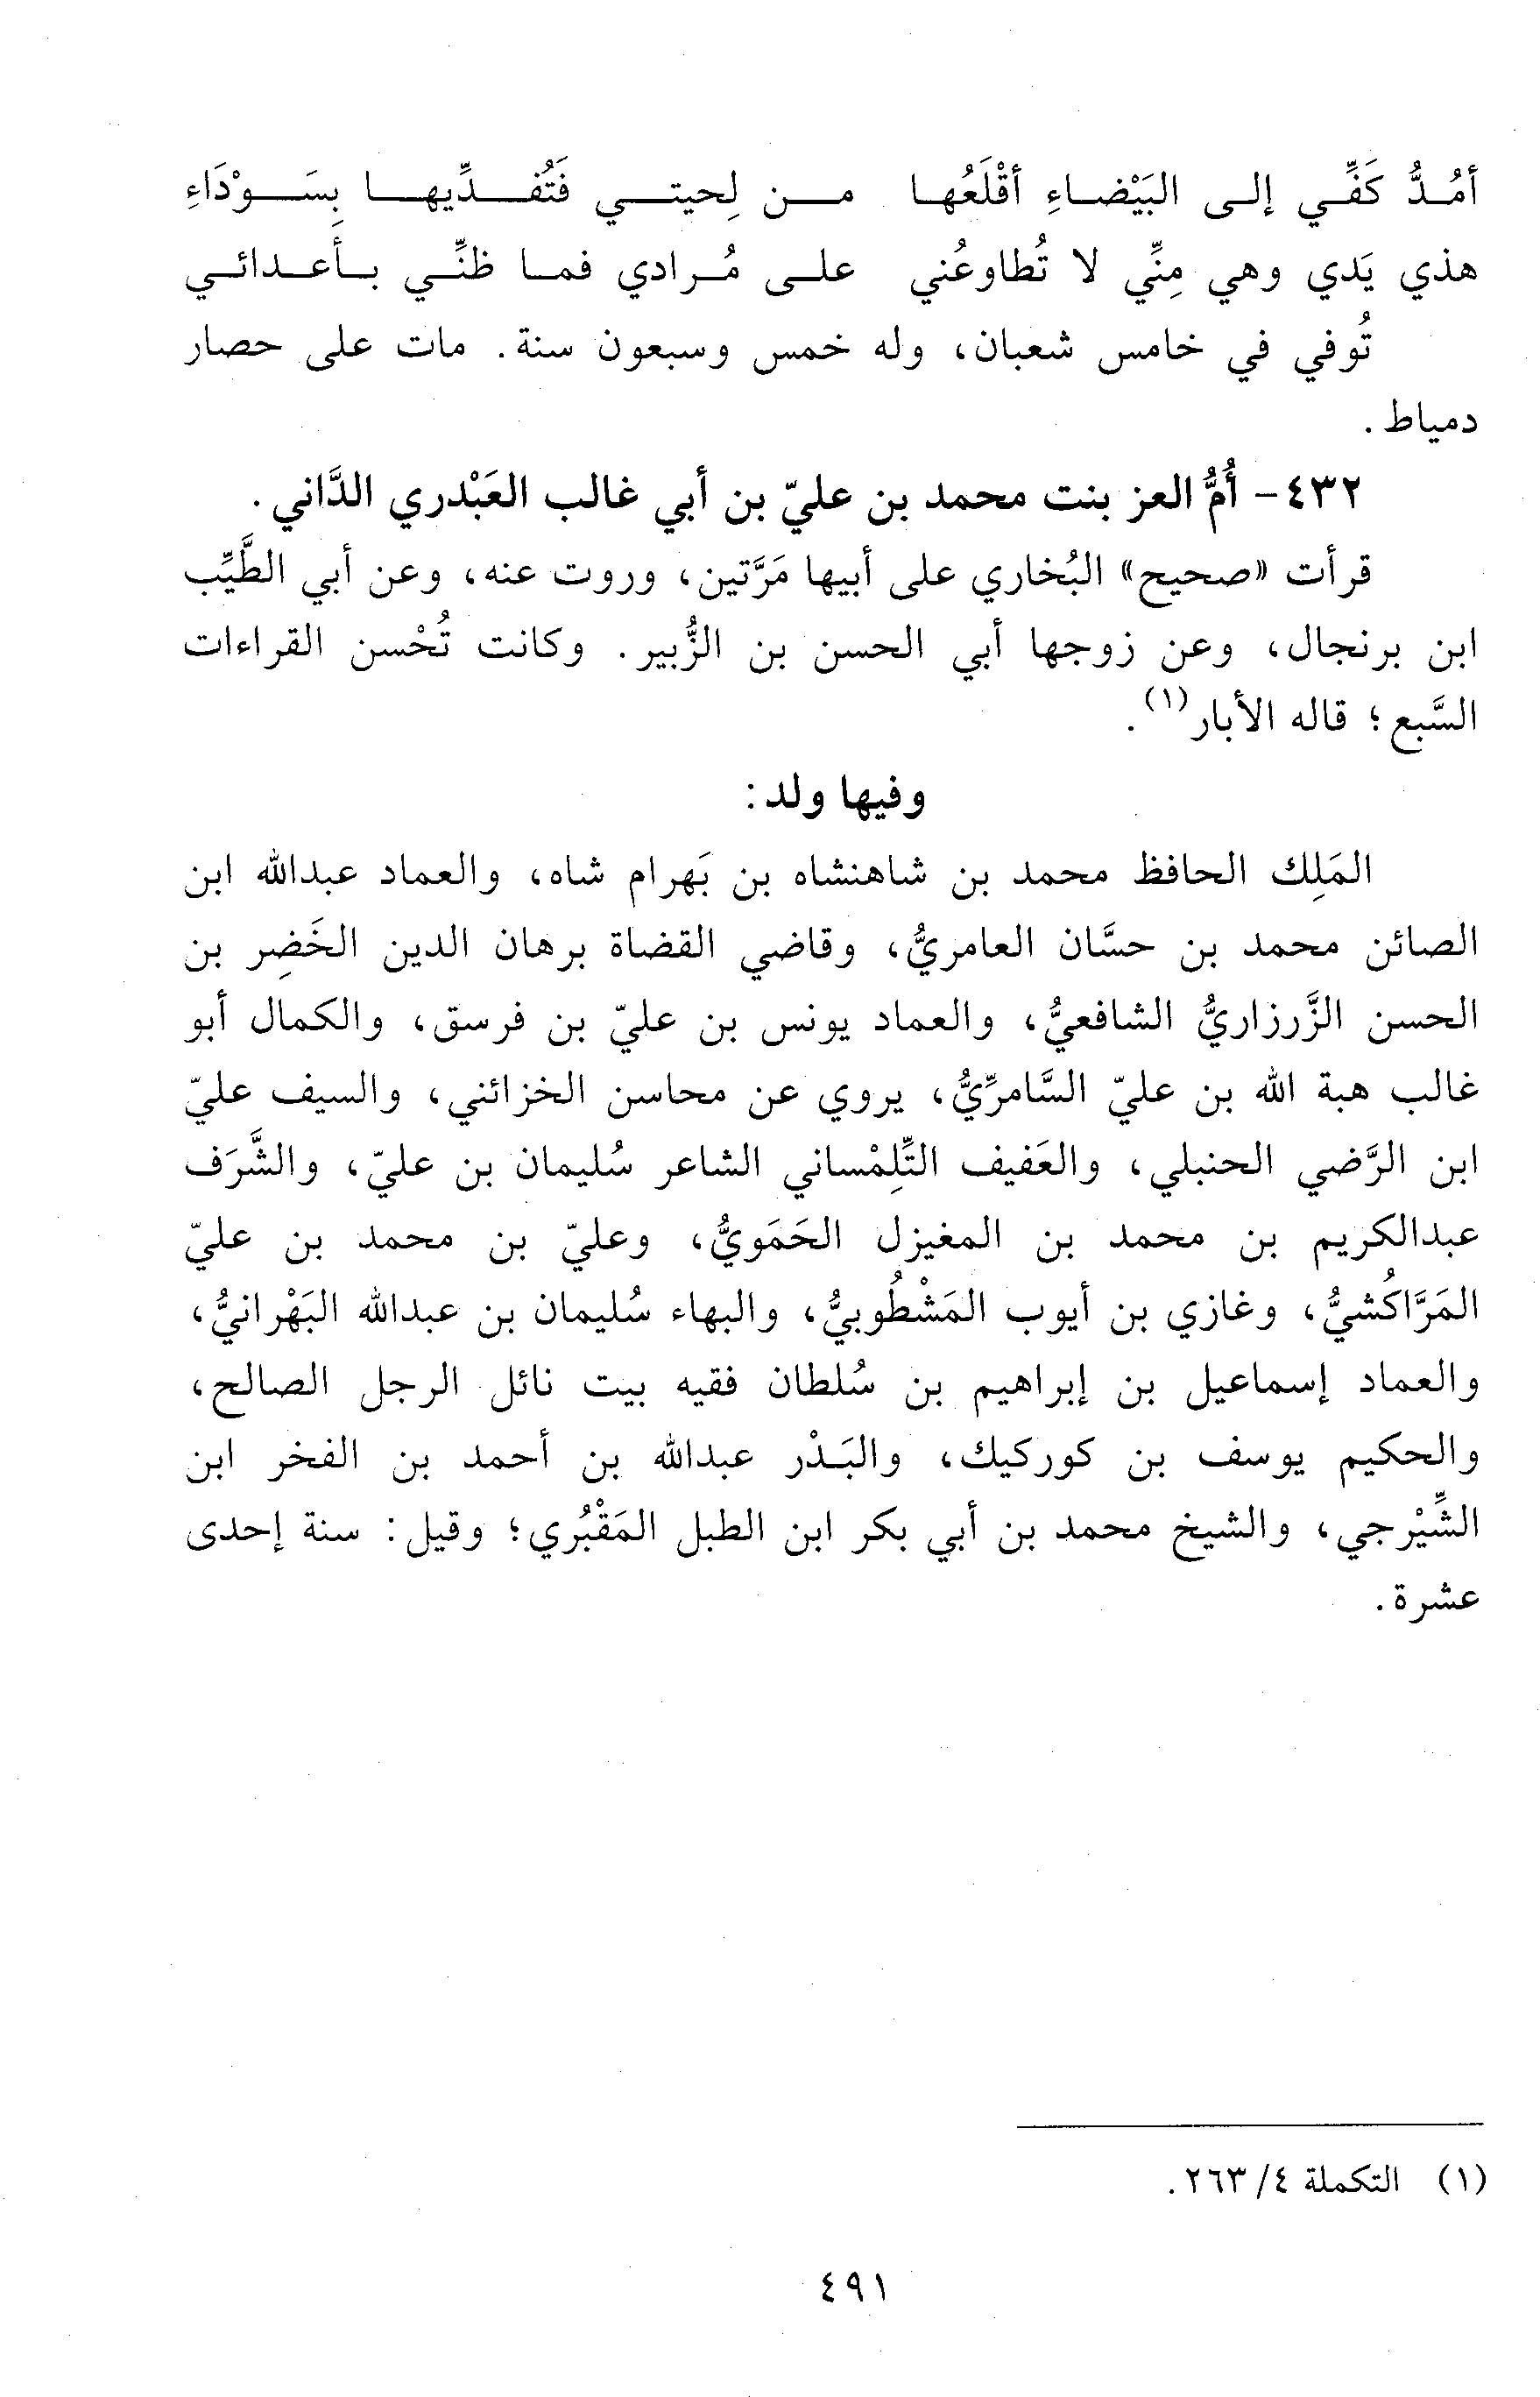 أمُدُّ كَفِّي إلى البَيْضاءِ أقْلَعُها من لِحيتي فَتُفَدِّيها بِسَوْدَاءِ
هذي يَدي وهي مِنِّي لا تُطاوعُني على مُرادي فما ظنِّي بأعدائي
تُوفي في خامس شعبان، وله خمس وسبعون سنة. مات على حصار
دمياط.
٤٣٢- أُمُّ العز بنت محمد بن عليّ بن أبي غالب العَبْدري الدَّاني.
قرأت «صحيح» البُخاري على أبيها مَرَّتين، وروت عنه، وعن أبي الطَّيِّب
ابن برنجال، وعن زوجها أبي الحسن بن الزُّبير. وكانت تُحْسن القراءات
السَّبع؛ قاله الأبار(١).
وفيها ولد:
المَلِك الحافظ محمد بن شاهنشاه بن بَهرام شاه، والعماد عبدالله ابن
الصائن محمد بن حسَّان العامريُّ، وقاضي القضاة برهان الدين الخَضِر بن
الحسن الزَّرزاريُّ الشافعيُّ، والعماد يونس بن عليّ بن فرسق، والكمال أبو
غالب هبة الله بن عليّ السَّامرِّيُّ، يروي عن محاسن الخزائني، والسيف عليّ
ابن الرَّضي الحنبلي، والعَفيف التِّلِمْساني الشاعر سُليمان بن عليّ، والشَّرَف
عبدالكريم بن محمد بن المغيزل الحَمَويُّ، وعليّ بن محمد بن عليّ
المَرَّاكُشيُّ، وغازي بن أيوب المَشْطُوبيُّ، والبهاء سُليمان بن عبدالله البَهْرانيُّ،
والعماد إسماعيل بن إبراهيم بن سُلطان فقيه بيت نائل الرجل الصالح،
والحكيم يوسف بن كوركيك، والبَدْر عبدالله بن أحمد بن الفخر ابن
الشِّيْرجي، والشيخ محمد بن أبي بكر ابن الطبل المَقْبُري؛ وقيل: سنة إحدى
عشرة.
(١) التكملة ٤/ ٢٦٣.
٤٩١